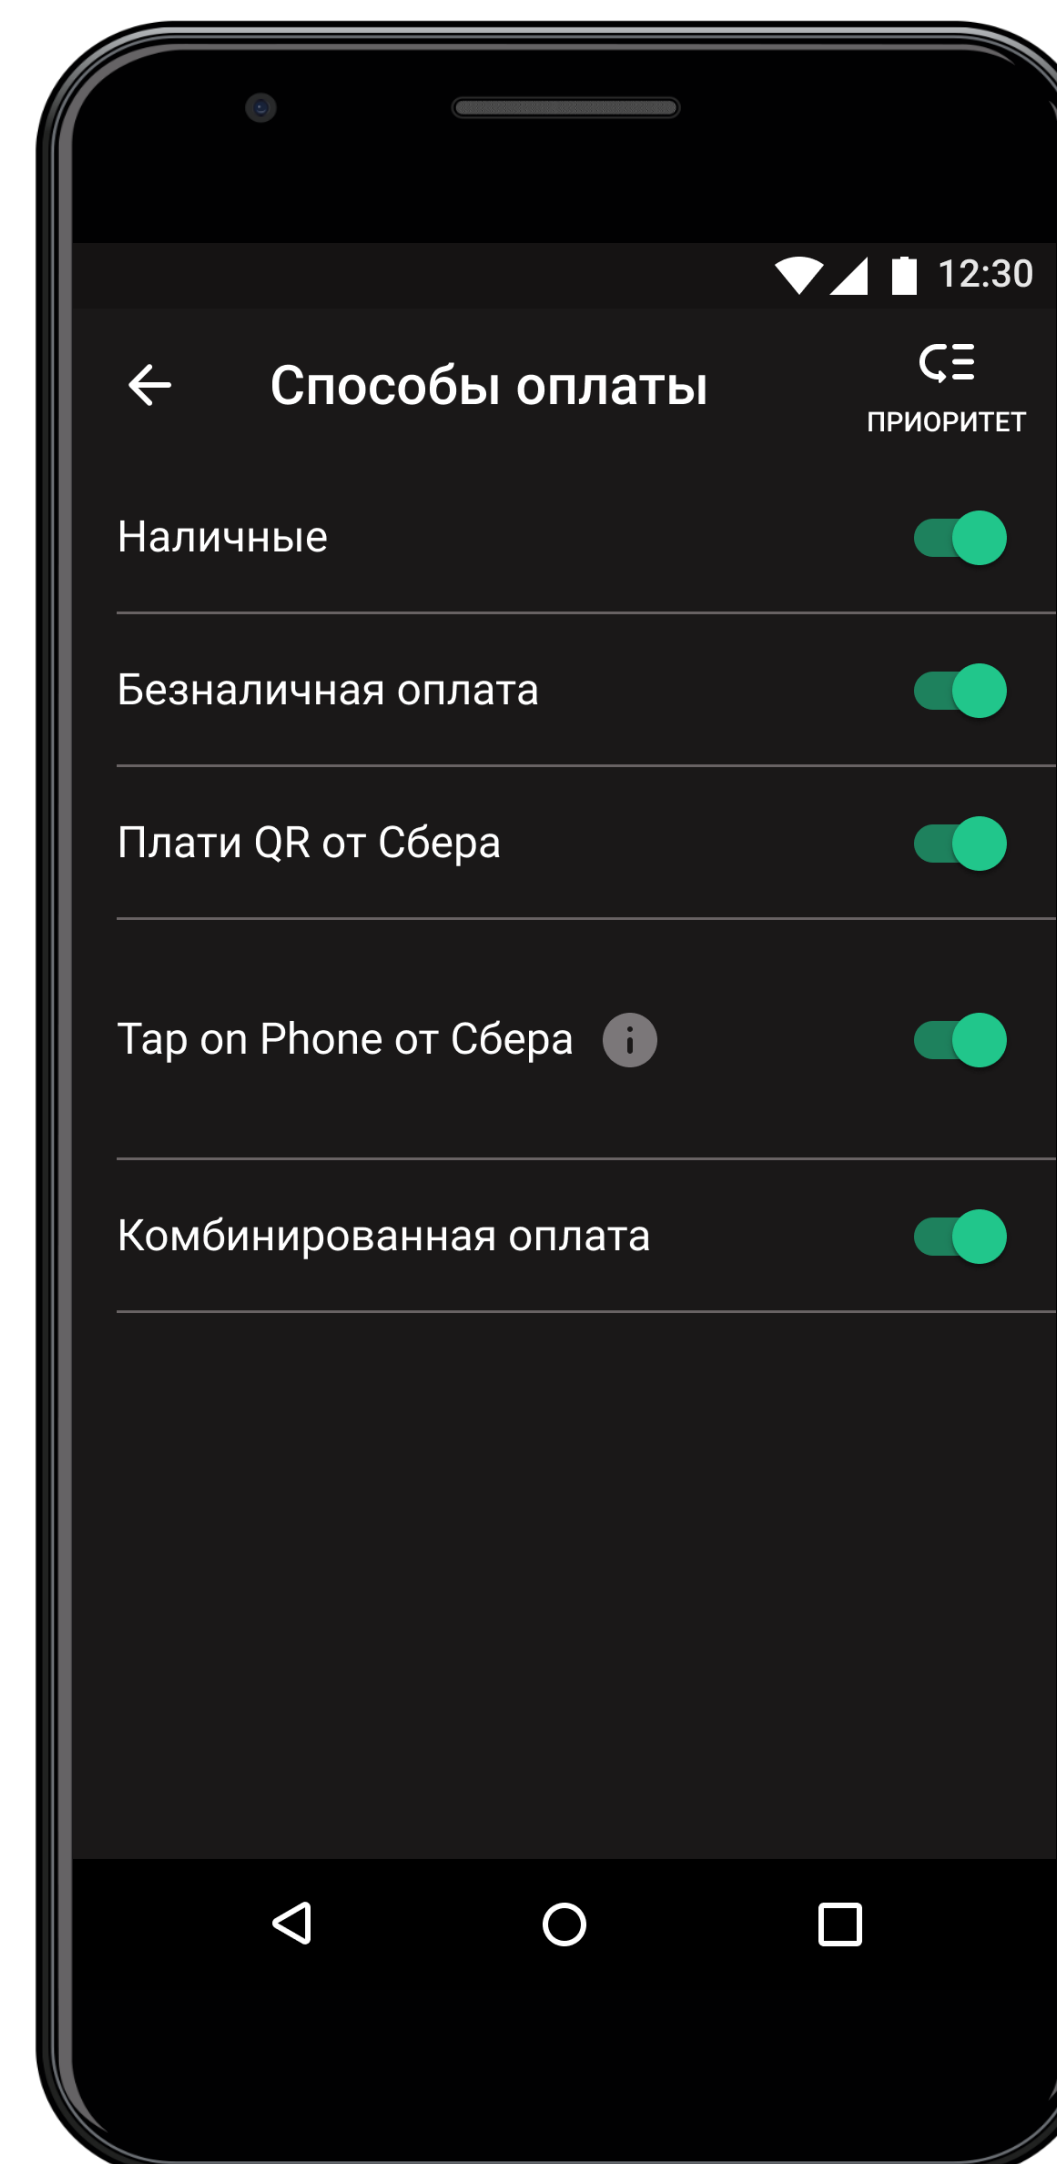 12:30
Способы оплаты
ПРИОРИТЕТ
Наличные
Безналичная оплата
Плати QR от Сбера
Tap on Phone от Сбера
Комбинированная оплата